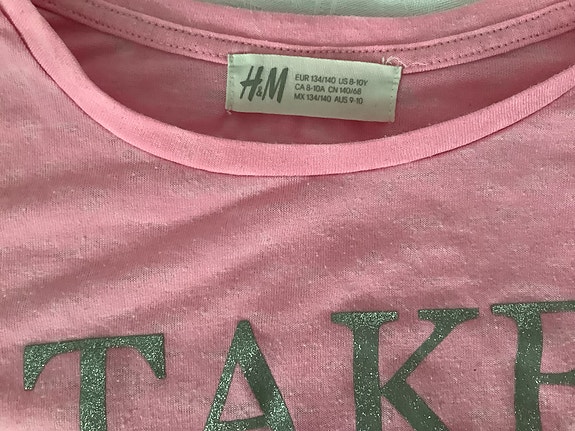 H&M
EUR 134/140 US 8-10Y
CA 8-10A CN 140/68
MX 134/140 AUS 9-10
TAKE